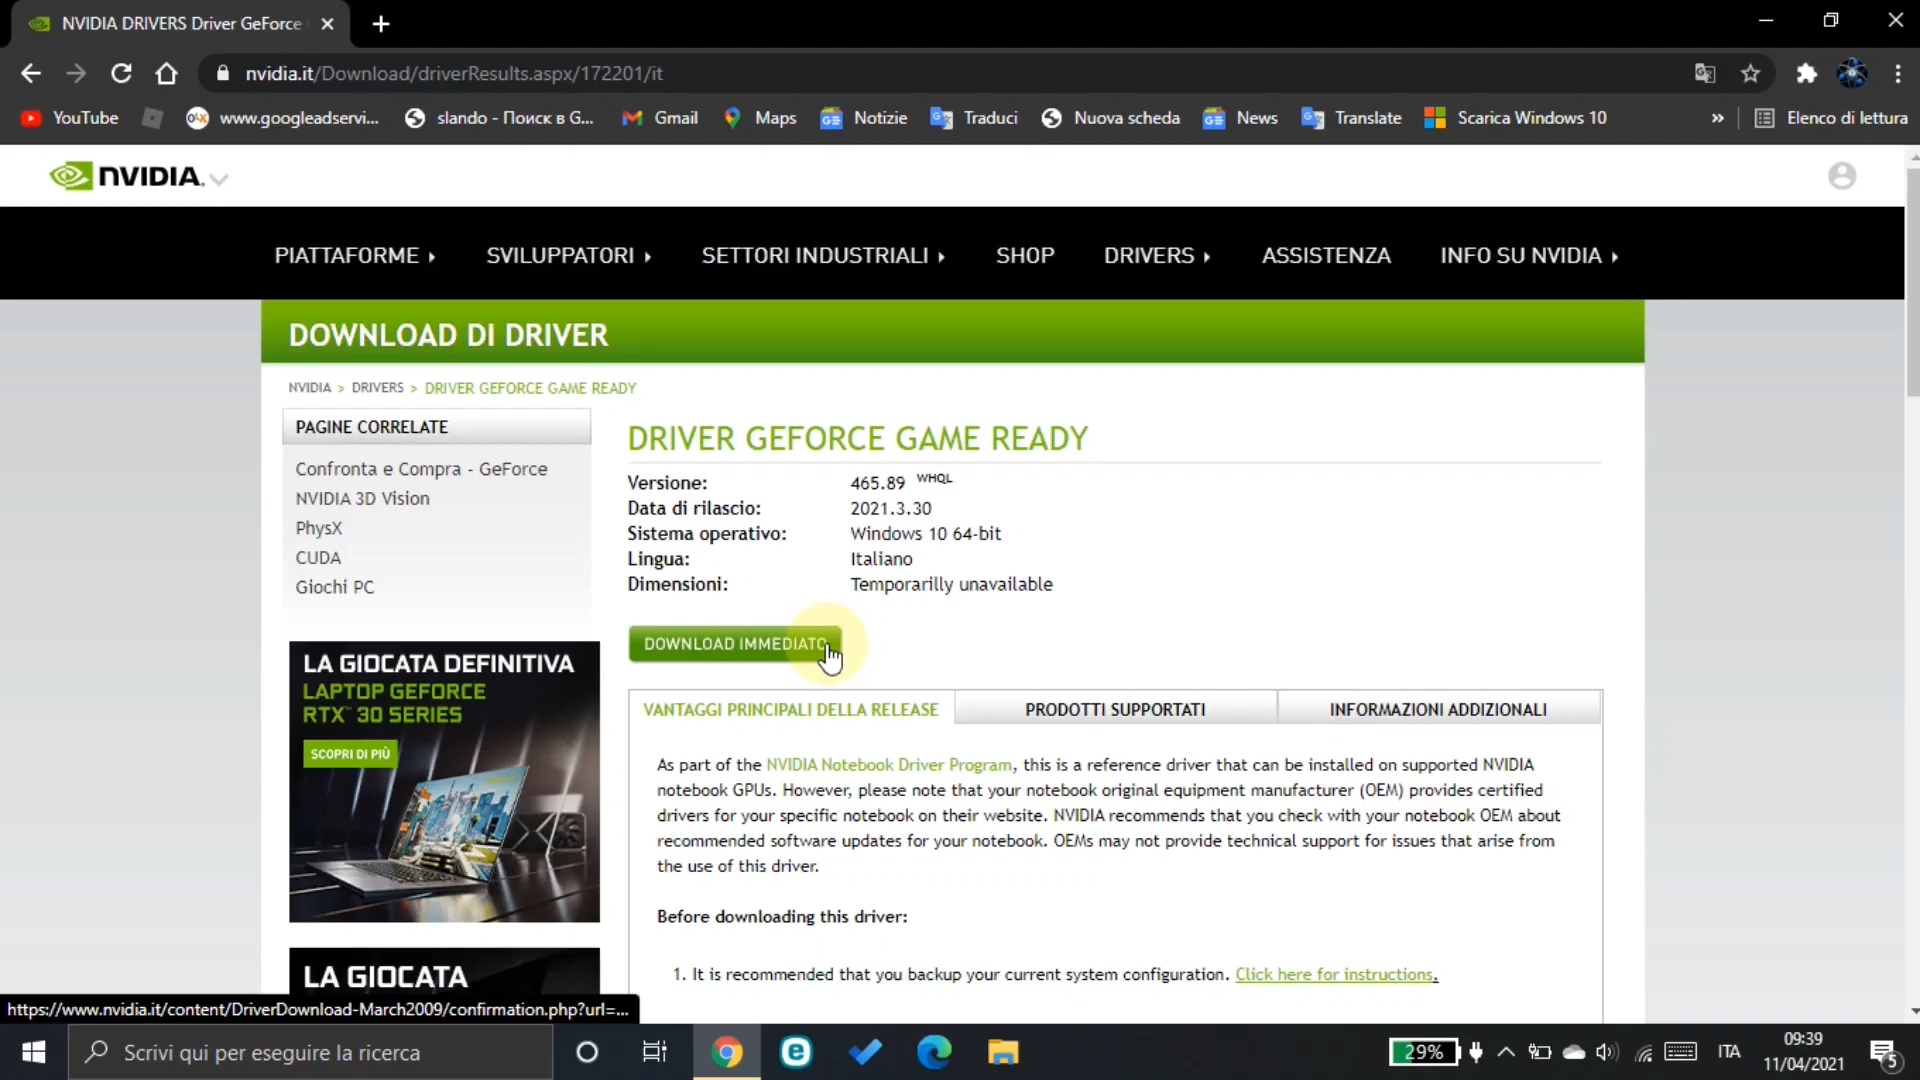 NVIDIA DRIVERS Driver GeForce
nvidia.it/Download/driverResults.aspx/172201/it
YouTube
www.googleadservi...
slando - Поиск в G...
Gmail
Maps
Notizie
Traduci
Nuova scheda
News
Translate
Scarica Windows 10
»
Elenco di lettura
NVIDIA.
PIATTAFORME
SVILUPPATORI
SETTORI INDUSTRIALI
SHOP
DRIVERS
ASSISTENZA
INFO SU NVIDIA
DOWNLOAD DI DRIVER
NVIDIA > DRIVERS > DRIVER GEFORCE GAME READY
PAGINE CORRELATE
Confronta e Compra - GeForce
NVIDIA 3D Vision
PhysX
CUDA
Giochi PC
LA GIOCATA DEFINITIVA
LAPTOP GEFORCE
RTX™ 30 SERIES
SCOPRI DI PIÙ
LA GIOCATA
DRIVER GEFORCE GAME READY
Versione: 465.89 WHQL
Data di rilascio: 2021.3.30
Sistema operativo: Windows 10 64-bit
Lingua: Italiano
Dimensioni: Temporarilly unavailable
DOWNLOAD IMMEDIATO
VANTAGGI PRINCIPALI DELLA RELEASE
PRODOTTI SUPPORTATI
INFORMAZIONI ADDIZIONALI
As part of the NVIDIA Notebook Driver Program, this is a reference driver that can be installed on supported NVIDIA
notebook GPUs. However, please note that your notebook original equipment manufacturer (OEM) provides certified
drivers for your specific notebook on their website. NVIDIA recommends that you check with your notebook OEM about
recommended software updates for your notebook. OEMs may not provide technical support for issues that arise from
the use of this driver.
Before downloading this driver:
1. It is recommended that you backup your current system configuration. Click here for instructions.
https://www.nvidia.it/content/DriverDownload-March2009/confirmation.php?url=...
Scrivi qui per eseguire la ricerca
29%
ITA
09:39
11/04/2021
5